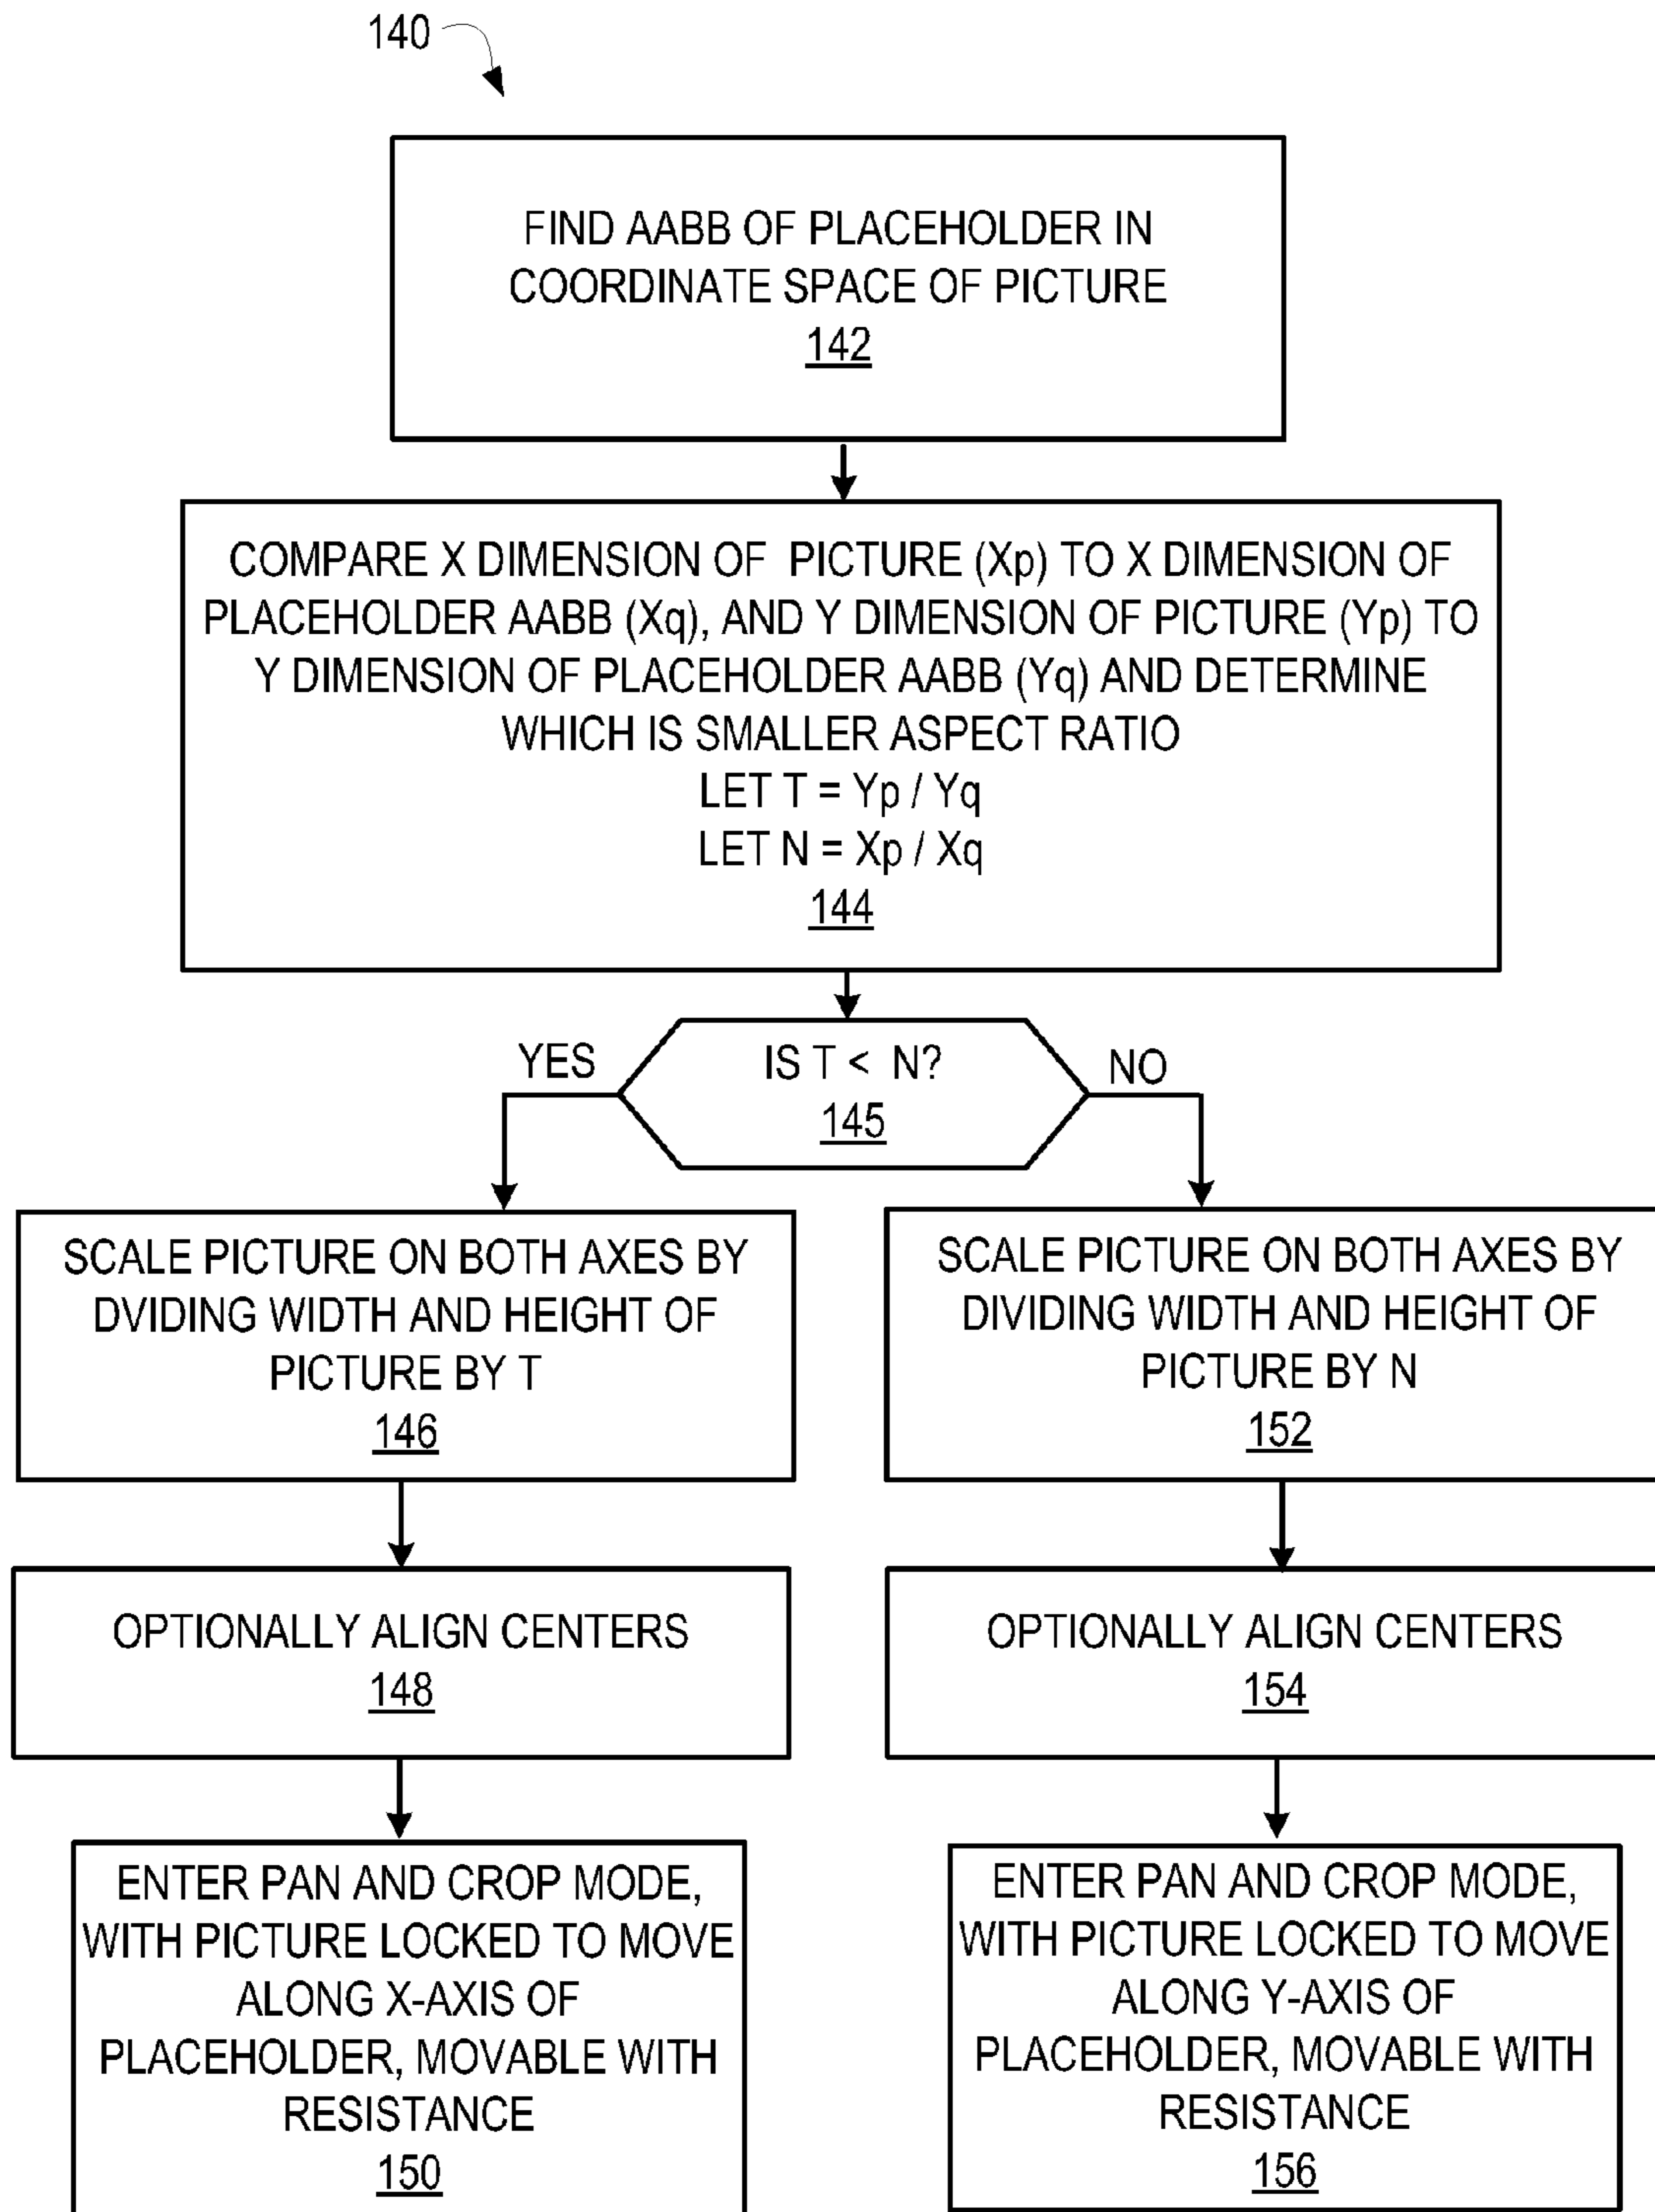 140
FIND AABB OF PLACEHOLDER IN
COORDINATE SPACE OF PICTURE
142
COMPARE X DIMENSION OF PICTURE (Xp) TO X DIMENSION OF
PLACEHOLDER AABB (Xq), AND Y DIMENSION OF PICTURE (Yp) TO
Y DIMENSION OF PLACEHOLDER AABB (Yq) AND DETERMINE
WHICH IS SMALLER ASPECT RATIO
LET T = Yp / Yq
LET N = Xp / Xq
144
IS T < N?
145
YES
NO
SCALE PICTURE ON BOTH AXES BY
DVIDING WIDTH AND HEIGHT OF
PICTURE BY T
146
OPTIONALLY ALIGN CENTERS
148
ENTER PAN AND CROP MODE,
WITH PICTURE LOCKED TO MOVE
ALONG X-AXIS OF
PLACEHOLDER, MOVABLE WITH
RESISTANCE
150
SCALE PICTURE ON BOTH AXES BY
DIVIDING WIDTH AND HEIGHT OF
PICTURE BY N
152
OPTIONALLY ALIGN CENTERS
154
ENTER PAN AND CROP MODE,
WITH PICTURE LOCKED TO MOVE
ALONG Y-AXIS OF
PLACEHOLDER, MOVABLE WITH
RESISTANCE
156